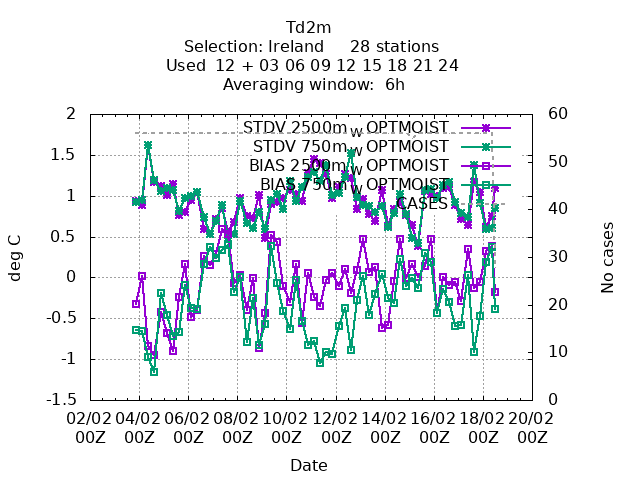 Td2m
Selection: Ireland     28 stations
Used  12 + 03 06 09 12 15 18 21 24
Averaging window:  6h
STDV 2500m_w OPTMOIST
STDV 750m_w OPTMOIST
BIAS 2500m_w OPTMOIST
BIAS 750m_w OPTMOIST
CASES
2
1.5
1
0.5
0
-0.5
-1
-1.5
deg C
60
50
40
30
20
10
0
No cases
02/02 04/02 06/02 08/02 10/02 12/02 14/02 16/02 18/02 20/02
00Z 00Z 00Z 00Z 00Z 00Z 00Z 00Z 00Z 00Z
Date